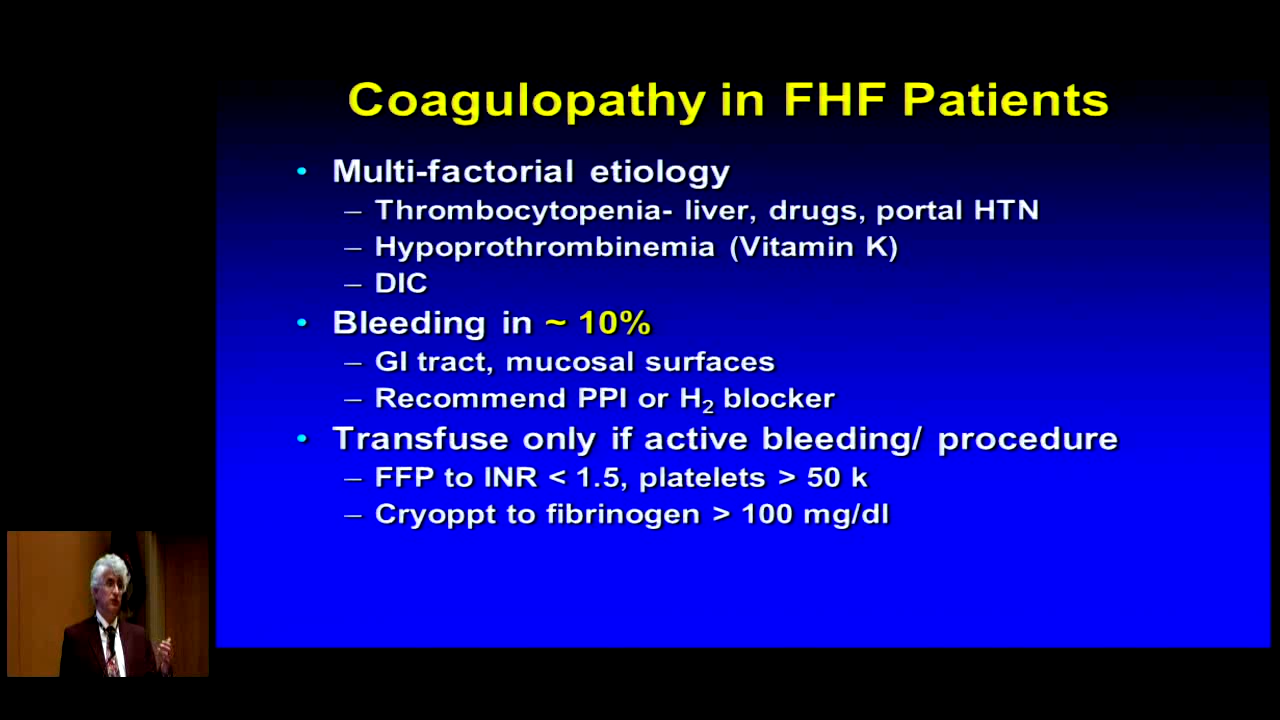 Coagulopathy in FHF Patients
• Multi-factorial etiology
– Thrombocytopenia- liver, drugs, portal HTN
– Hypoprothrombinemia (Vitamin K)
– DIC
• Bleeding in ~ 10%
– GI tract, mucosal surfaces
– Recommend PPI or H₂ blocker
• Transfuse only if active bleeding/ procedure
– FFP to INR < 1.5, platelets > 50 k
– Cryoppt to fibrinogen > 100 mg/dl